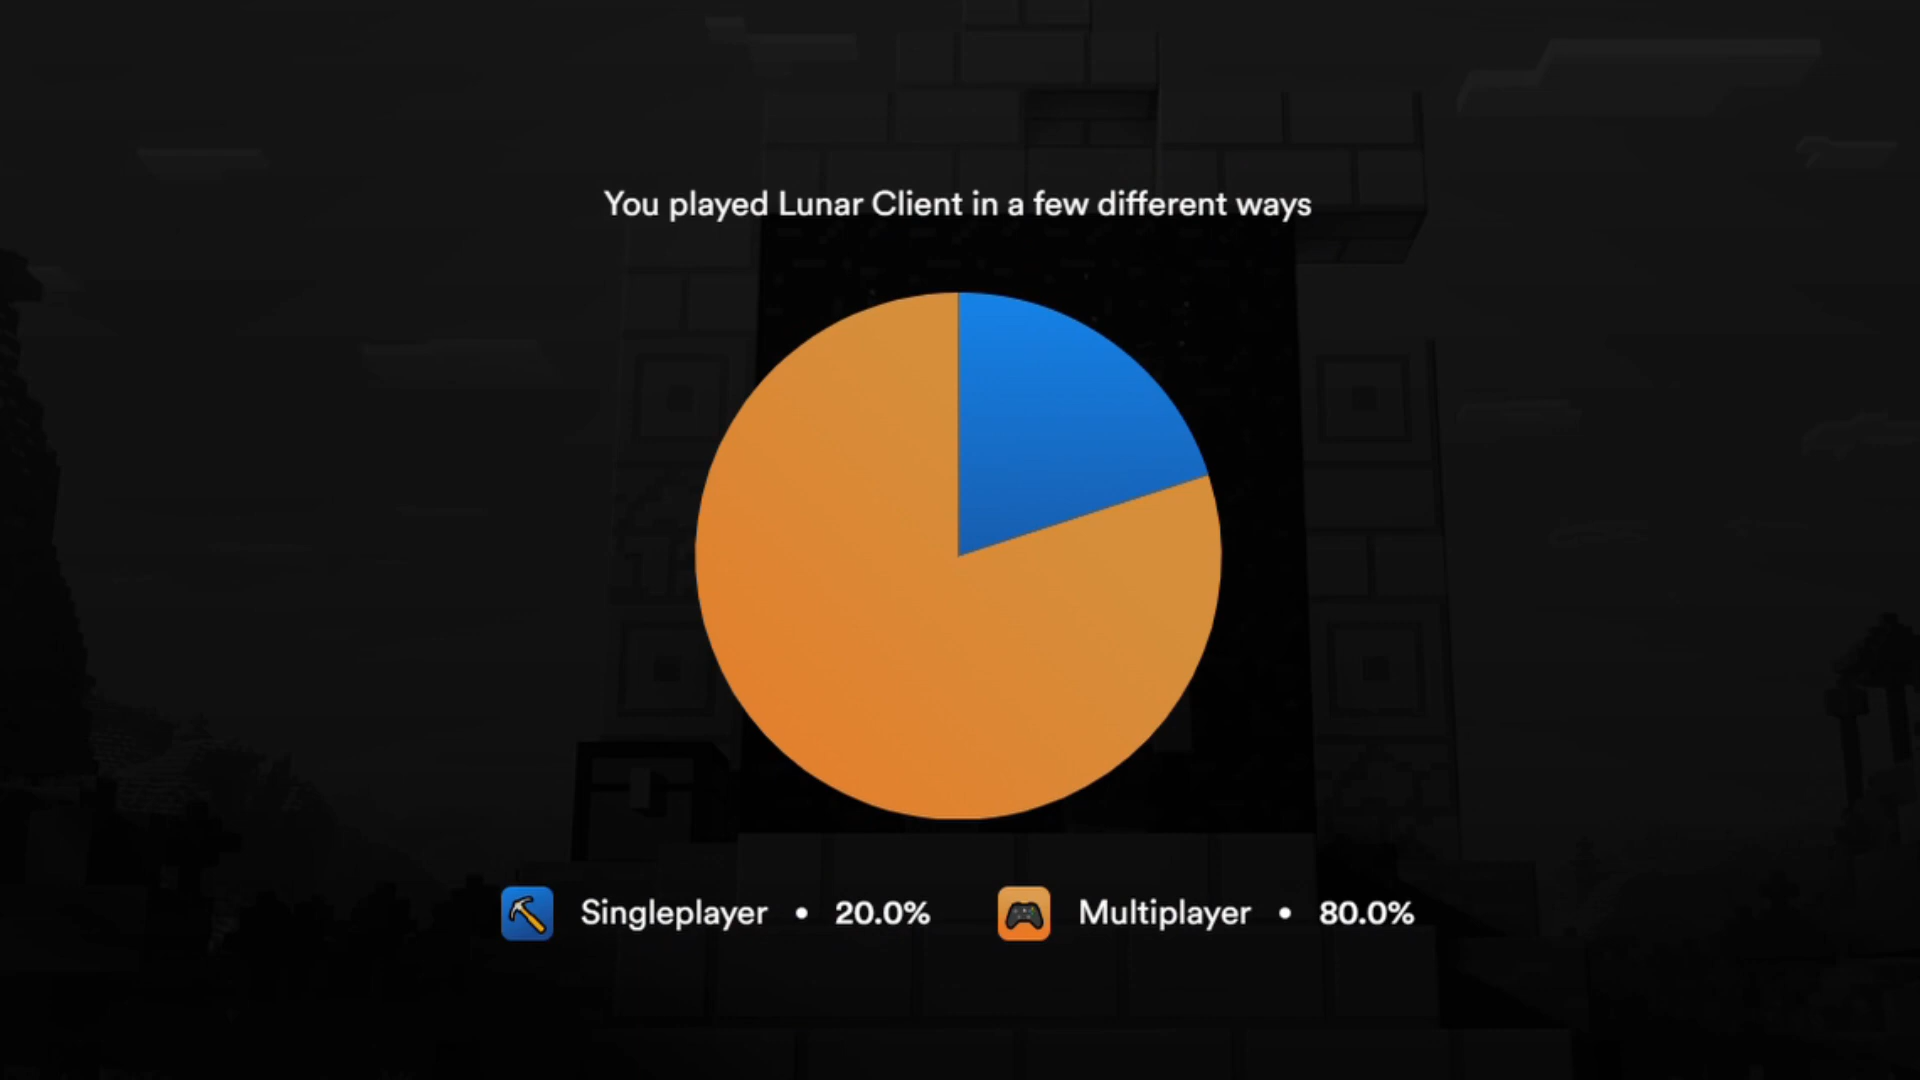 You played Lunar Client in a few different ways
Singleplayer • 20.0% Multiplayer • 80.0%